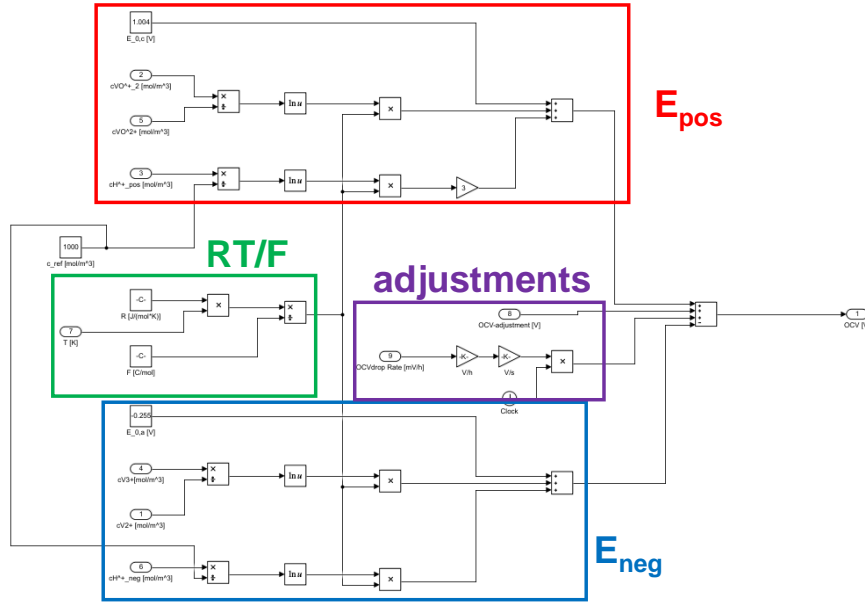 1.004
E_0,c [V]
2
cVO^+_2 [mol/m^3]
×
÷
ln u
×
+
+
+
E_pos
5
cVO^2+ [mol/m^3]
3
cH^+_pos [mol/m^3]
×
÷
ln u
×
3
1000
c_ref [mol/m^3]
RT/F
adjustments
-C-
R [J/(mol*K)]
×
×
÷
7
T [K]
-C-
F [C/mol]
8
OCV-adjustment [V]
9
OCVdrop Rate [mV/h]
-K-
V/h
-K-
V/s
×
Clock
+
+
+
-
1
OCV [V
-0.255
E_0,a [V]
4
cV3+[mol/m^3]
×
÷
ln u
×
+
+
+
1
cV2+ [mol/m^3]
6
cH^+_neg [mol/m^3]
×
÷
ln u
×
E_neg